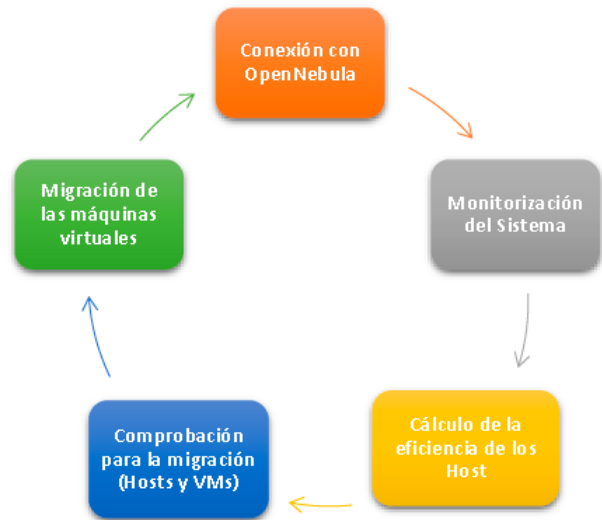 Conexión con
OpenNebula
Monitorización
del Sistema
Cálculo de la
eficiencia de los
Host
Comprobación
para la migración
(Hosts y VMs)
Migración de
las máquinas
virtuales